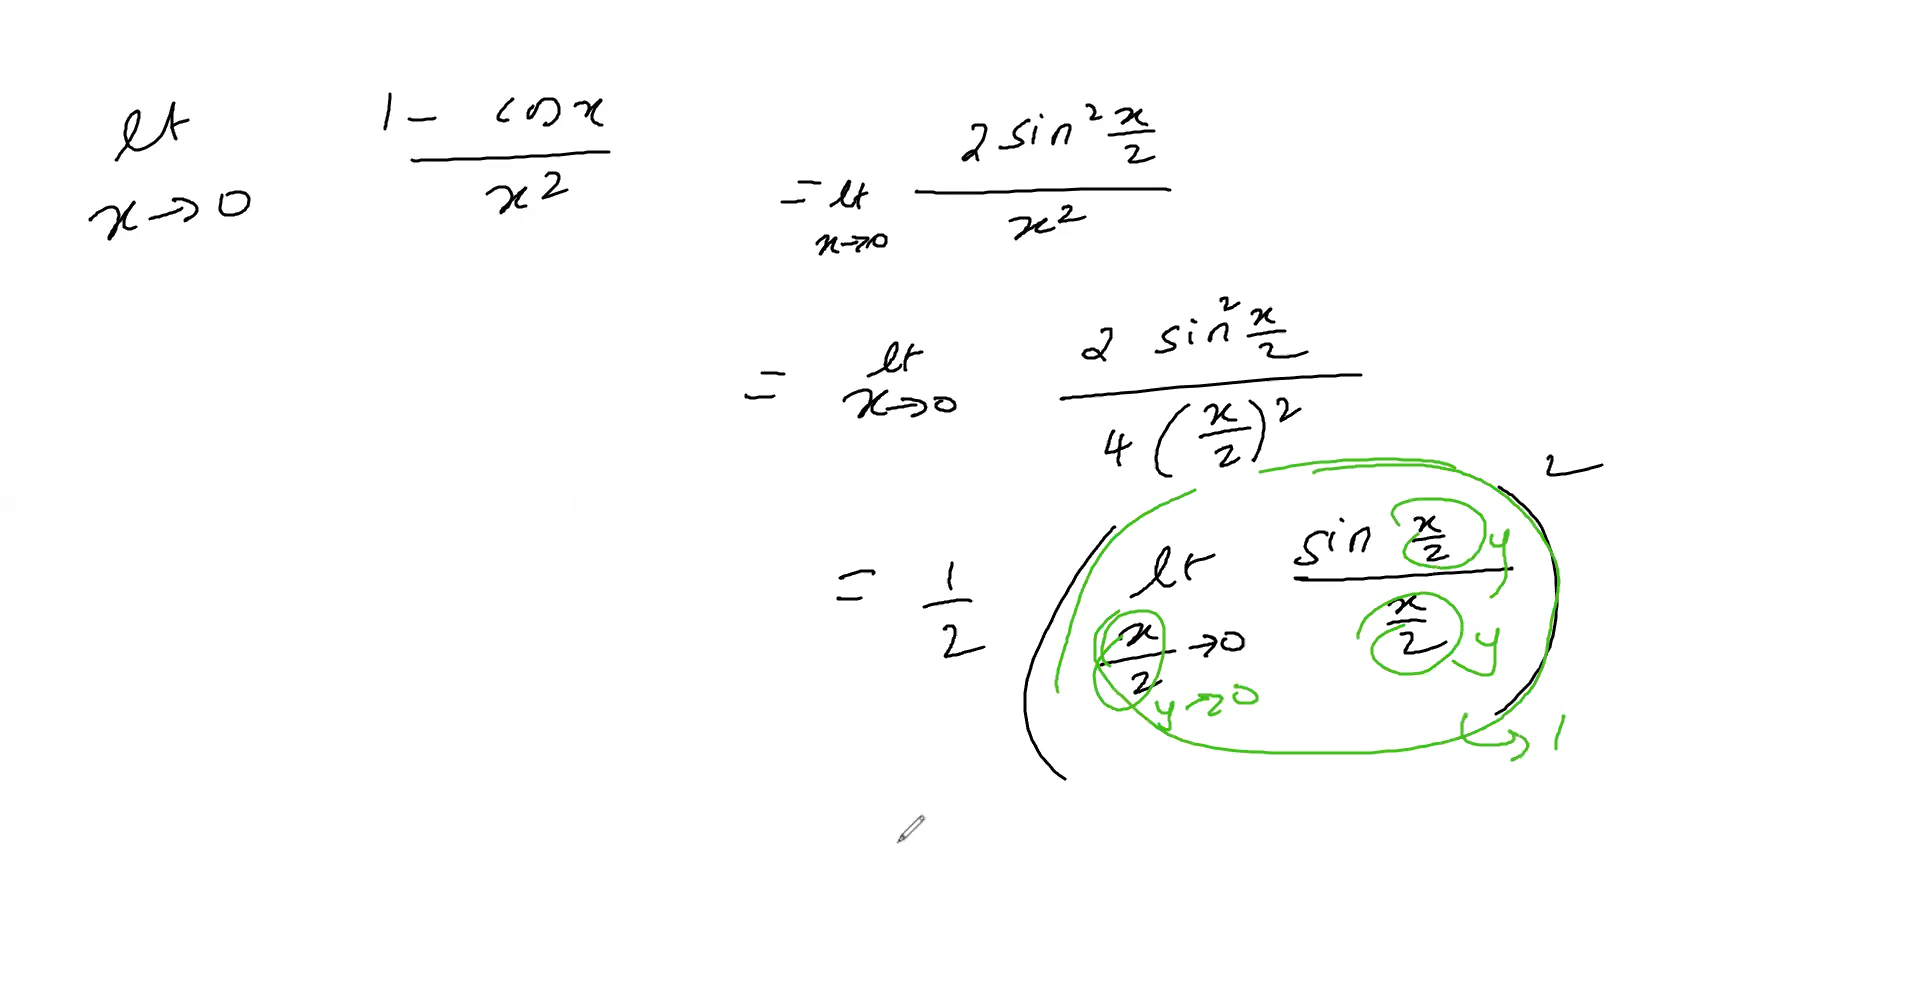 lt x→0 (1 - cos x)/x² = lt x→0 (2 sin² x/2)/x²
= lt x→0 (2 sin² x/2)/(4 (x/2)²)
= 1/2 ( lt x/2→0 (sin x/2)/(x/2) )²
y
y
y→0
↳ 1